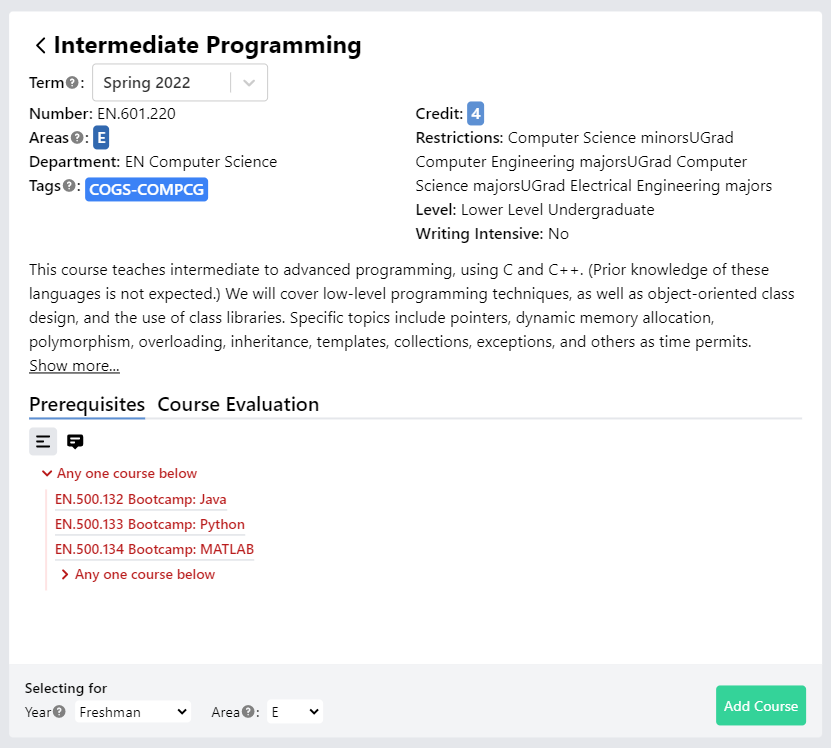 Intermediate Programming
Term?: Spring 2022
Number: EN.601.220
Areas?: E
Department: EN Computer Science
Tags?: COGS-COMPCG
Credit: 4
Restrictions: Computer Science minorsUGrad
Computer Engineering majorsUGrad Computer
Science majorsUGrad Electrical Engineering majors
Level: Lower Level Undergraduate
Writing Intensive: No
This course teaches intermediate to advanced programming, using C and C++. (Prior knowledge of these
languages is not expected.) We will cover low-level programming techniques, as well as object-oriented class
design, and the use of class libraries. Specific topics include pointers, dynamic memory allocation,
polymorphism, overloading, inheritance, templates, collections, exceptions, and others as time permits.
Show more...
Prerequisites Course Evaluation
Any one course below
EN.500.132 Bootcamp: Java
EN.500.133 Bootcamp: Python
EN.500.134 Bootcamp: MATLAB
Any one course below
Selecting for
Year? Freshman Area?: E
Add Course